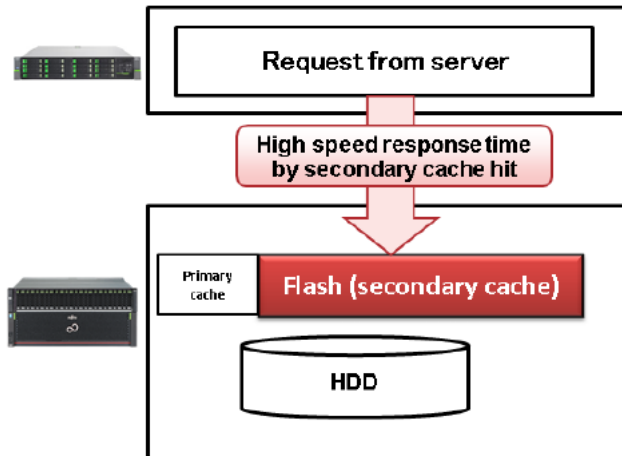 Request from server
High speed response time
by secondary cache hit
Primary
cache
Flash (secondary cache)
HDD